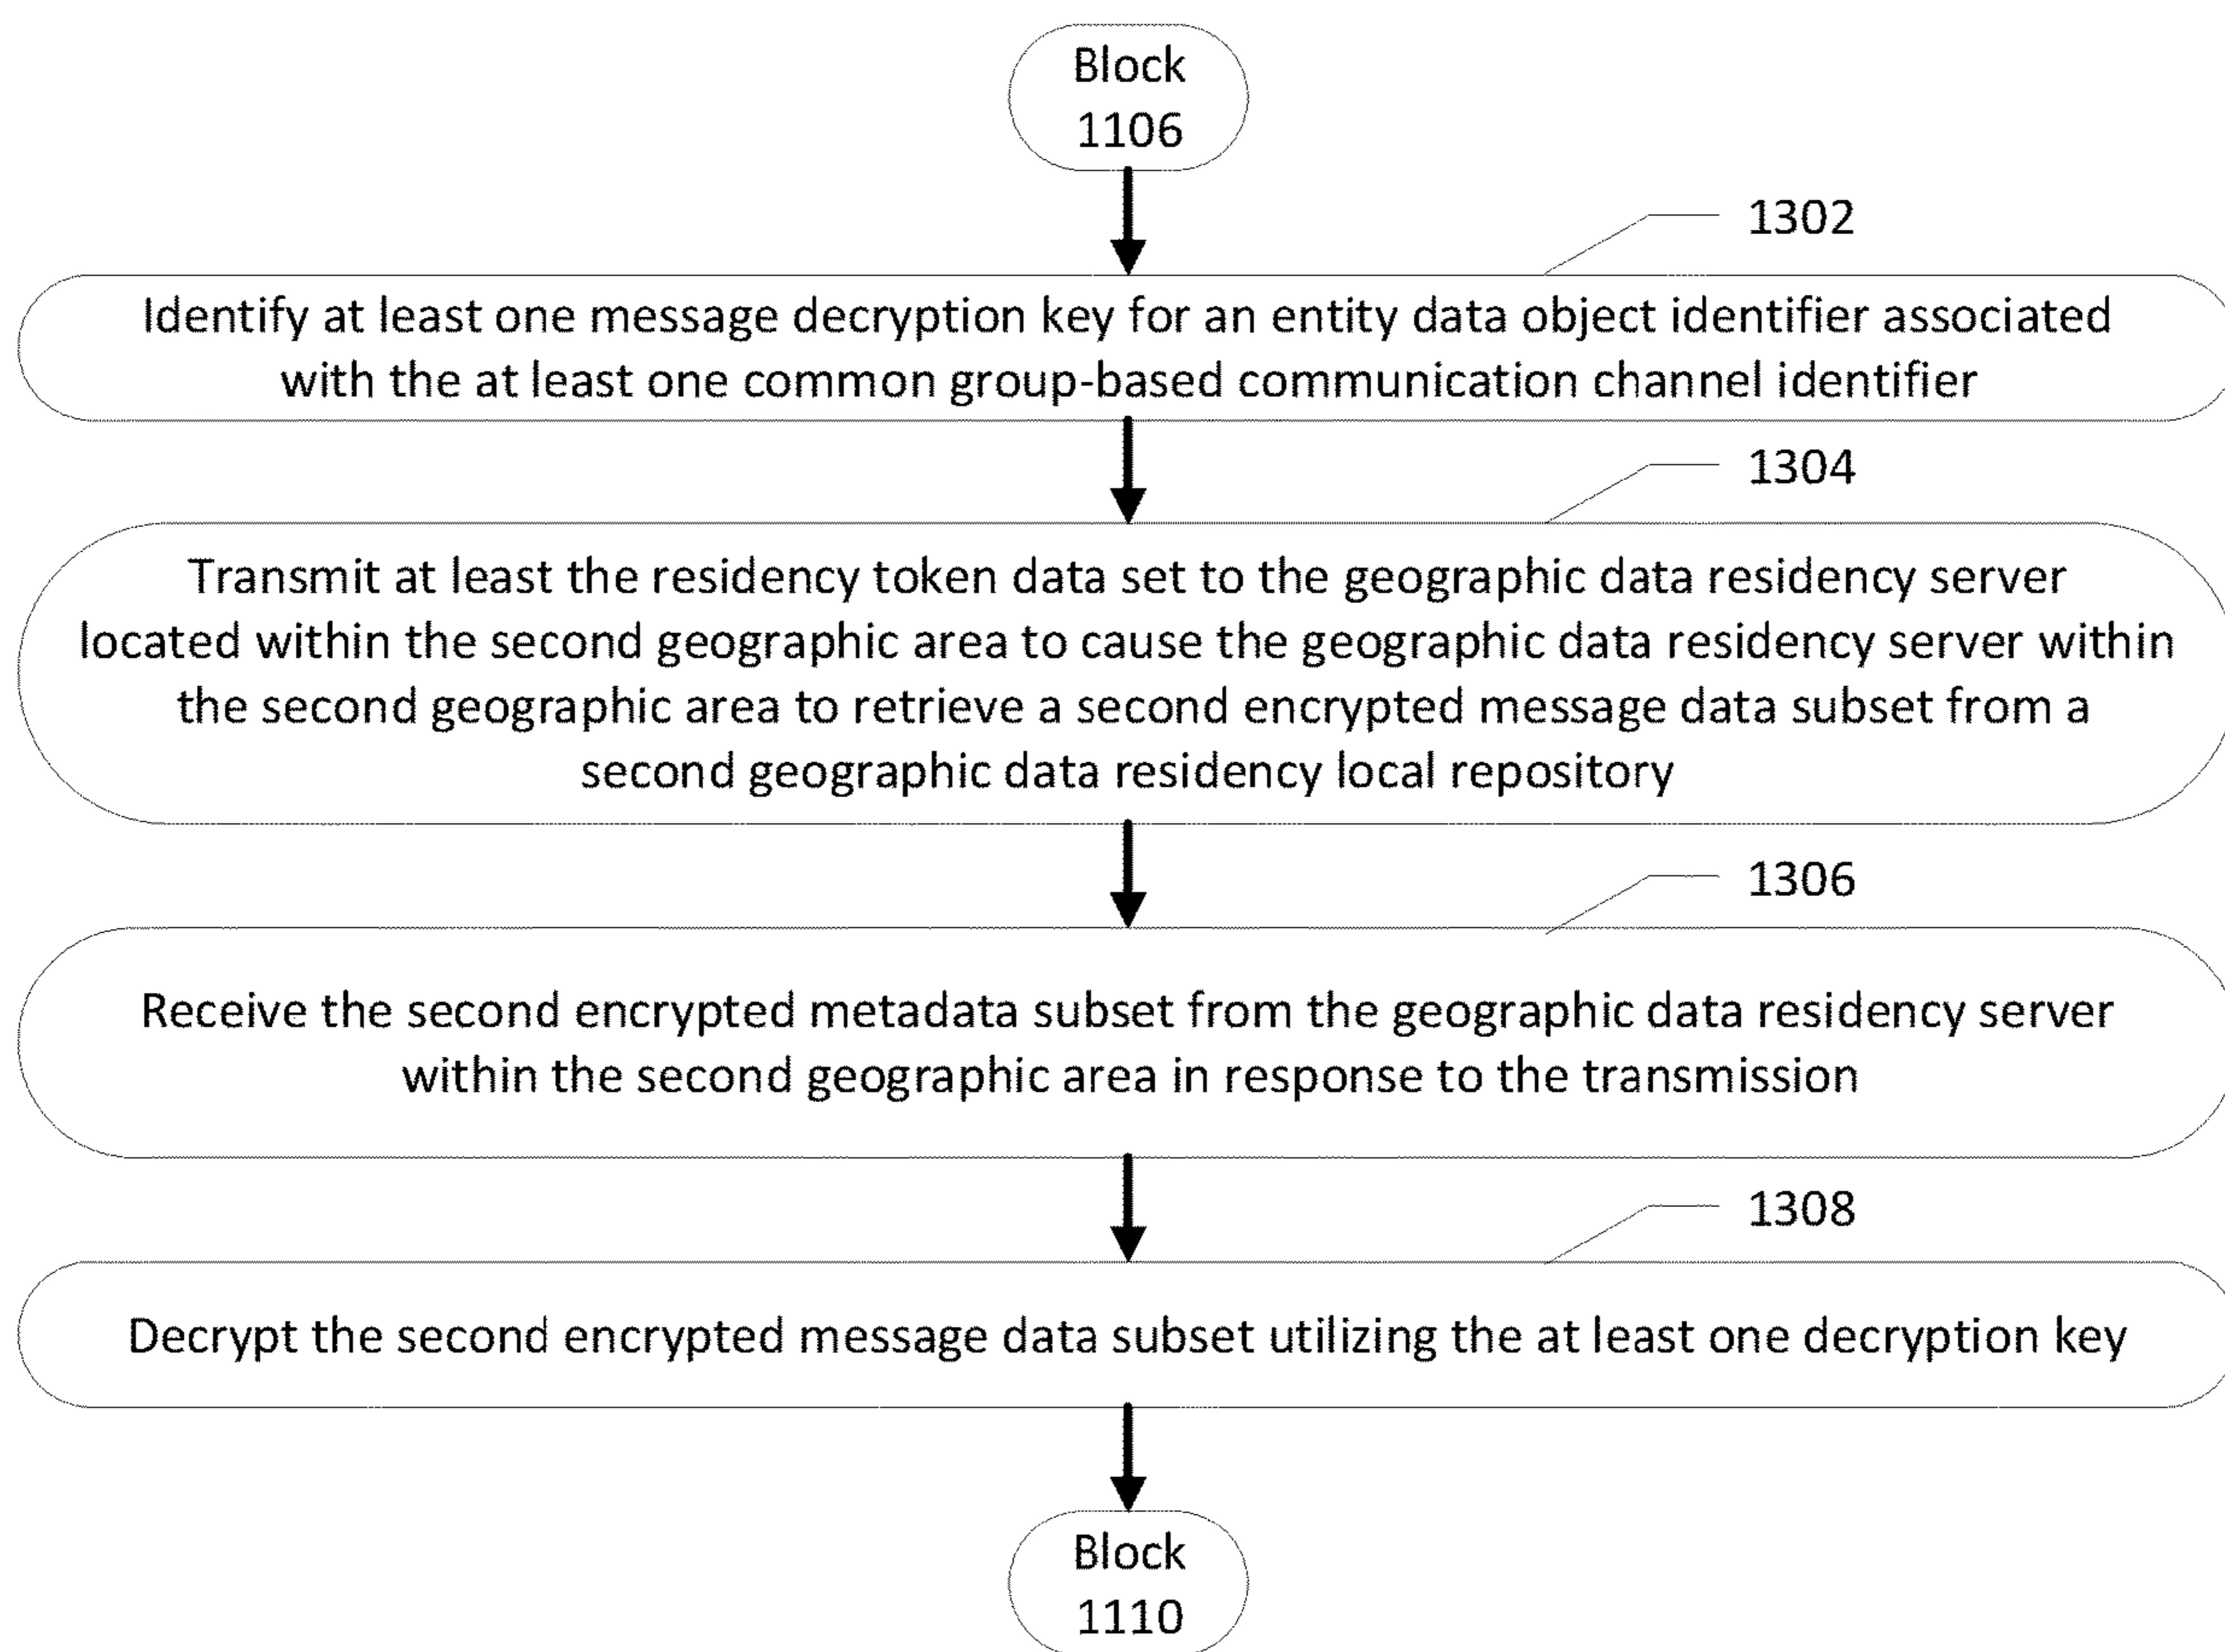 Block
1106
1302
Identify at least one message decryption key for an entity data object identifier associated
with the at least one common group-based communication channel identifier
1304
Transmit at least the residency token data set to the geographic data residency server
located within the second geographic area to cause the geographic data residency server within
the second geographic area to retrieve a second encrypted message data subset from a
second geographic data residency local repository
1306
Receive the second encrypted metadata subset from the geographic data residency server
within the second geographic area in response to the transmission
1308
Decrypt the second encrypted message data subset utilizing the at least one decryption key
Block
1110